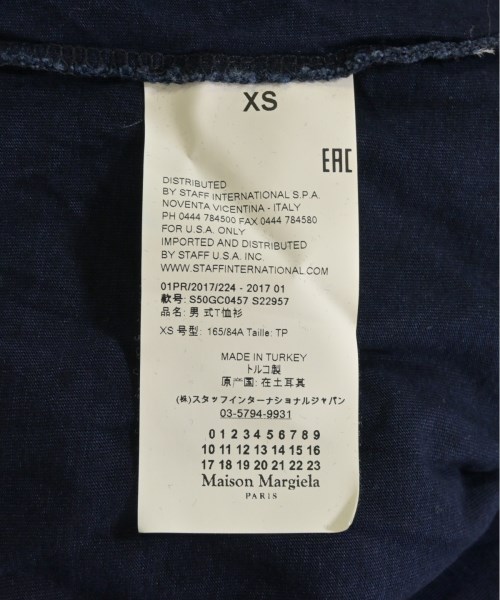 XS
EAC
DISTRIBUTED
BY STAFF INTERNATIONAL S.P.A.
NOVENTA VICENTINA - ITALY
PH 0444 784500 FAX 0444 784580
FOR U.S.A. ONLY
IMPORTED AND DISTRIBUTED
BY STAFF U.S.A. INC.
WWW.STAFFINTERNATIONAL.COM
01PR/2017/224 - 2017 01
款号: S50GC0457 S22957
品名: 男式T恤衫
XS 号型: 165/84A Taille: TP
MADE IN TURKEY
トルコ製
原产国: 在土耳其
(株)スタッフインターナショナルジャパン
03-5794-9931
0 1 2 3 4 5 6 7 8 9
10 11 12 13 14 15 16
17 18 19 20 21 22 23
Maison Margiela
PARIS